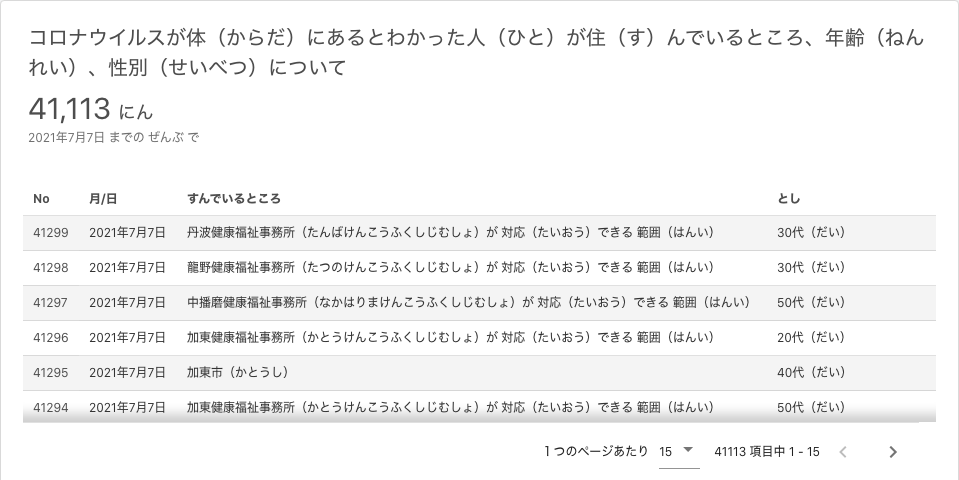 コロナウイルスが体（からだ）にあるとわかった人（ひと）が住（す）んでいるところ、年齢（ねん
れい）、性別（せいべつ）について
41,113 にん
2021年7月7日 までの ぜんぶ で
No 月/日 すんでいるところ とし
41299 2021年7月7日 丹波健康福祉事務所（たんばけんこうふくしじむしょ）が 対応（たいおう）できる 範囲（はんい） 30代（だい）
41298 2021年7月7日 龍野健康福祉事務所（たつのけんこうふくしじむしょ）が 対応（たいおう）できる 範囲（はんい） 30代（だい）
41297 2021年7月7日 中播磨健康福祉事務所（なかはりまけんこうふくしじむしょ）が 対応（たいおう）できる 範囲（はんい） 50代（だい）
41296 2021年7月7日 加東健康福祉事務所（かとうけんこうふくしじむしょ）が 対応（たいおう）できる 範囲（はんい） 20代（だい）
41295 2021年7月7日 加東市（かとうし） 40代（だい）
41294 2021年7月7日 加東健康福祉事務所（かとうけんこうふくしじむしょ）が 対応（たいおう）できる 範囲（はんい） 50代（だい）
1 つのページあたり 15 41113 項目中 1 - 15